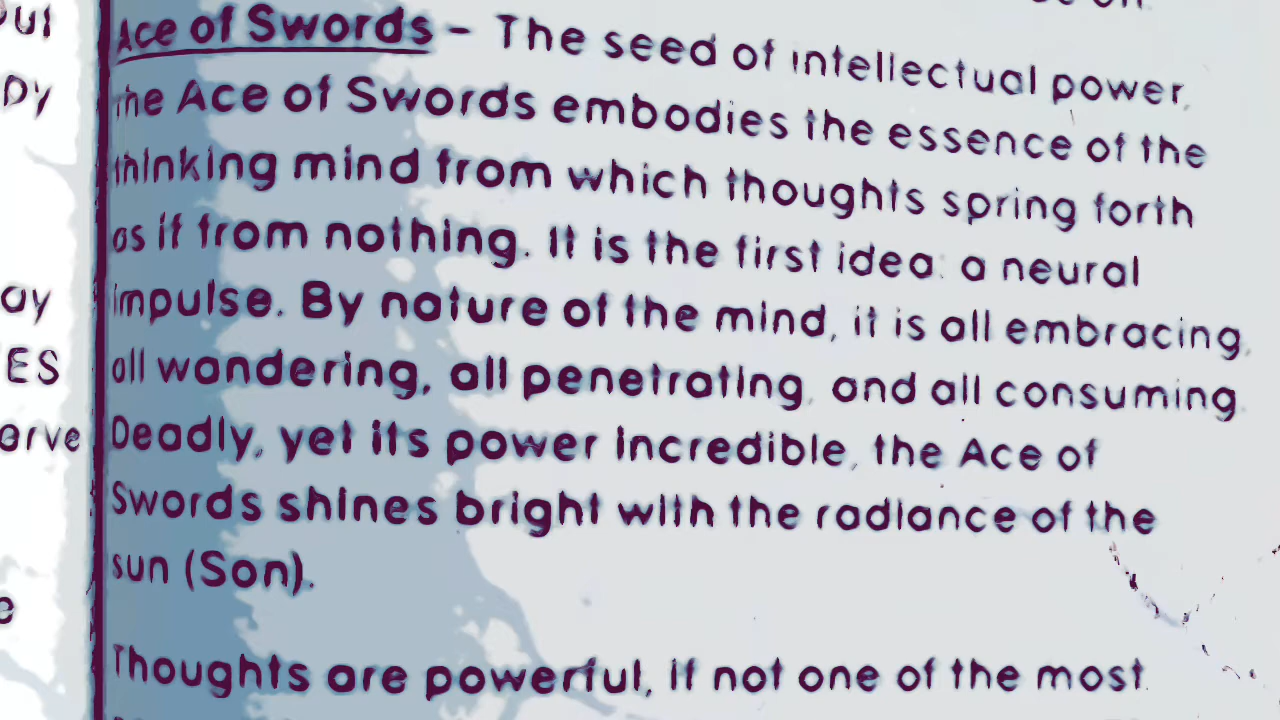 Ace of Swords - The seed of intellectual power,
the Ace of Swords embodies the essence of the
thinking mind from which thoughts spring forth
as if from nothing. It is the first idea: a neural
impulse. By nature of the mind, it is all embracing,
all wandering, all penetrating, and all consuming.
Deadly, yet its power incredible, the Ace of
Swords shines bright with the radiance of the
sun (Son).
Thoughts are powerful, if not one of the most